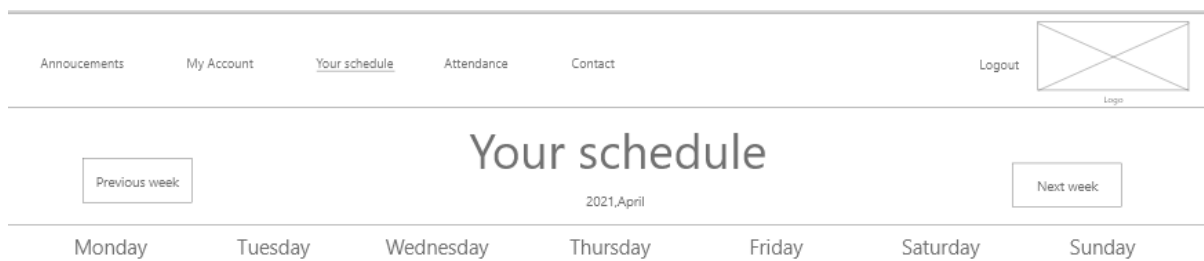 Annoucements My Account Your schedule Attendance Contact Logout
Logo
Your schedule
Previous week
Next week
2021,April
Monday Tuesday Wednesday Thursday Friday Saturday Sunday